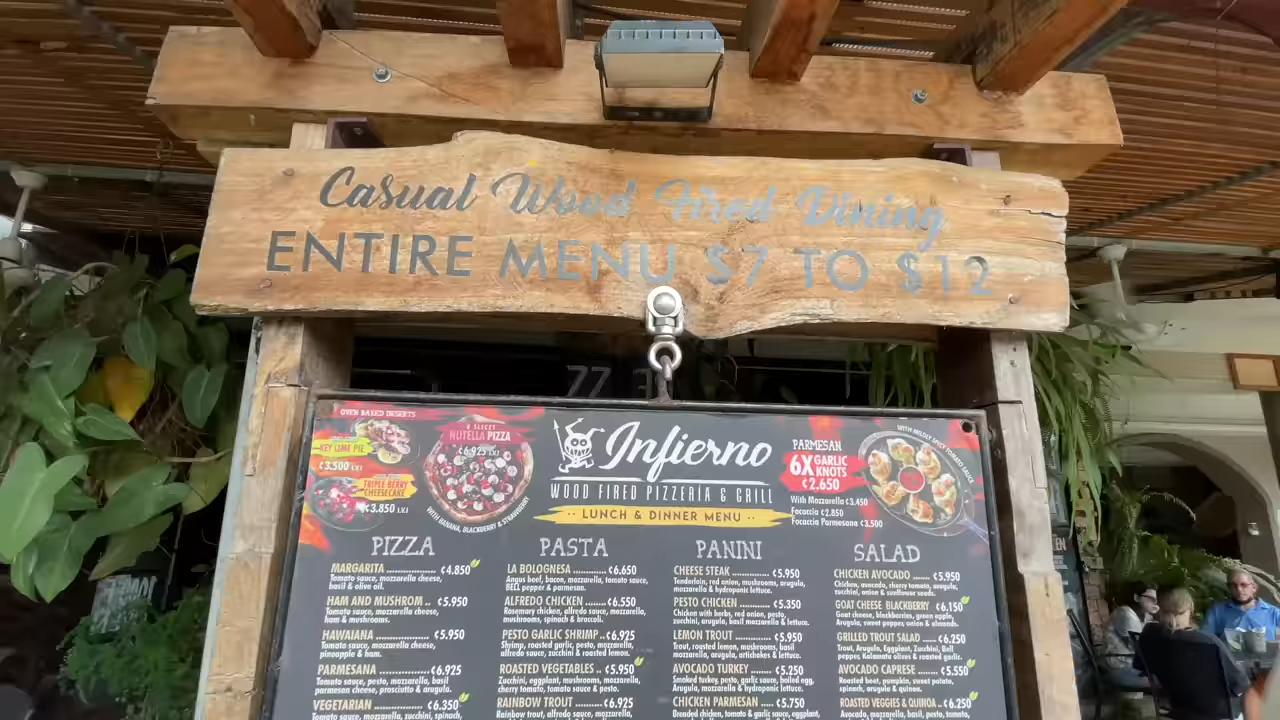 Casual Wood Fired Dining
ENTIRE MENU $7 TO $12
OVEN BAKED DESERTS
KEY LIME PIE
₡3.500 I.V.I
TRIPLE BERRY
CHEESECAKE
₡3.850 I.V.I
8 SLICES
NUTELLA PIZZA
₡6.925 I.V.I
WITH BANANA, BLACKBERRY & STRAWBERRY
Infierno
WOOD FIRED PIZZERIA & GRILL
LUNCH & DINNER MENU
PARMESAN
6X GARLIC
KNOTS
₡2.650
With Mozzarella ₡3.450
Focaccia ₡2.850
Focaccia Parmesana ₡3.500
WITH MILDLY SPICY TOMATO SAUCE
PIZZA
MARGARITA ............ ₡4.850
Tomato sauce, mozzarella cheese,
basil & olive oil.
HAM AND MUSHROM .. ₡5.950
Tomato sauce, mozzarella cheese,
ham & mushrooms.
HAWAIANA ............ ₡5.950
Tomato sauce, mozzarella cheese,
pineapple & ham.
PARMESANA ............ ₡6.925
Tomato sauce, pesto, mozzarella, basil
parmesan cheese, prosciutto & arugula.
VEGETARIAN ............ ₡6.350
Tomato sauce, mozzarella, zucchini, spinach,
PASTA
LA BOLOGNESA ......... ₡6.650
Angus beef, bacon, mozzarella, tomato sauce,
BELL pepper & parmesan.
ALFREDO CHICKEN ..... ₡6.550
Rosemary chicken, alfredo sauce, mozzarella,
mushrooms, spinach & broccoli.
PESTO GARLIC SHRIMP .. ₡6.925
Shrimp, roasted garlic, pesto, mozzarella,
alfredo sauce, zucchini & roasted lemon.
ROASTED VEGETABLES .. ₡5.950
Zucchini, eggplant, mushrooms, mozzarella,
cherry tomato, tomato sauce & pesto.
RAINBOW TROUT ........ ₡6.925
Rainbow trout, alfredo sauce, mozzarella,
PANINI
CHEESE STEAK ........... ₡5.950
Tenderloin, red onion, mushrooms, arugula,
mozzarella & hydroponic lettuce.
PESTO CHICKEN ......... ₡5.350
Chicken with herbs, red onion, pesto,
zucchini, arugula, basil mozzarella & lettuce.
LEMON TROUT ........... ₡5.950
Trout, roasted lemon, mushrooms, basil
mozzarella, arugula, artichokes & lettuce.
AVOCADO TURKEY ....... ₡5.250
Smoked turkey, pesto, garlic sauce, boiled egg,
Arugula, mozzarella & hydroponic lettuce.
CHICKEN PARMESAN ..... ₡5.750
Breaded chicken, tomato & garlic sauce, eggplant,
SALAD
CHICKEN AVOCADO ...... ₡5.950
Chicken, avocado, cherry tomato, arugula,
zucchini, onion & sunflower seeds.
GOAT CHEESE BLACKBERRY . ₡6.150
Goat cheese, blackberries, green apple,
Arugula, sweet pepper, onion & almonds.
GRILLED TROUT SALAD .. ₡6.250
Trout, Arugula, Eggplant, Zucchini, Bell
pepper, Kalamata olives & roasted garlic.
AVOCADO CAPRESE ...... ₡5.550
Roasted beet, pumpkin, sweet potato,
spinach, arugula & quinoa.
ROASTED VEGGIES & QUINOA .. ₡6.250
Avocado, mozzarella, basil, pesto, tomato,